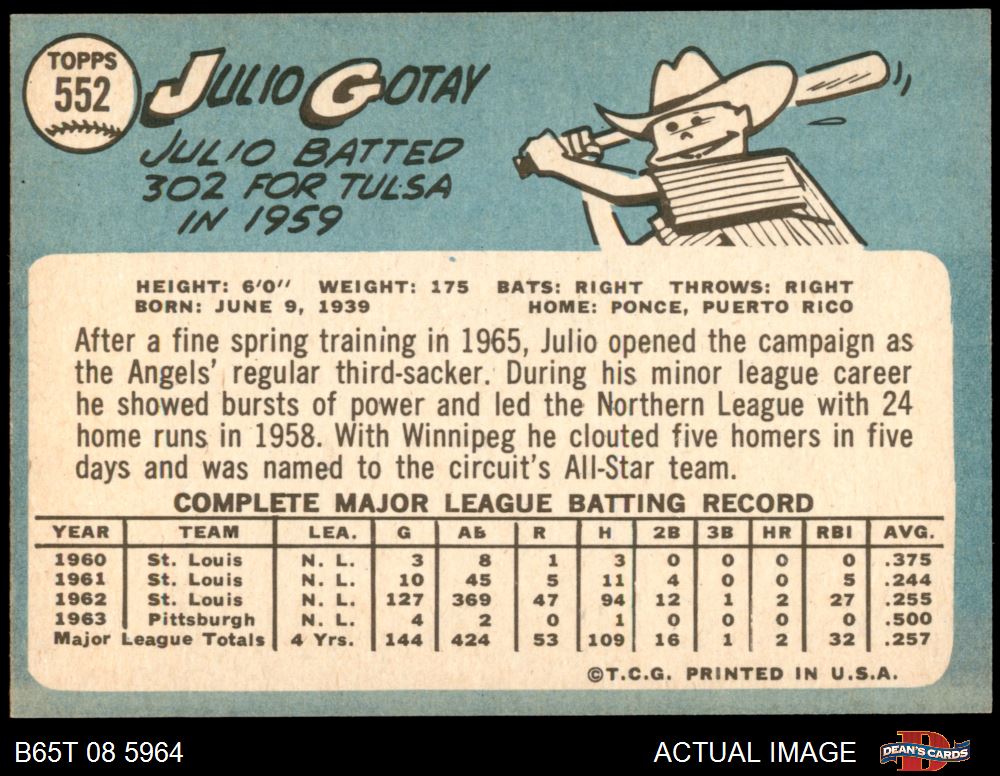 TOPPS
552
JULIO GOTAY
JULIO BATTED
302 FOR TULSA
IN 1959
HEIGHT: 6'0" WEIGHT: 175 BATS: RIGHT THROWS: RIGHT
BORN: JUNE 9, 1939 HOME: PONCE, PUERTO RICO
After a fine spring training in 1965, Julio opened the campaign as
the Angels' regular third-sacker. During his minor league career
he showed bursts of power and led the Northern League with 24
home runs in 1958. With Winnipeg he clouted five homers in five
days and was named to the circuit's All-Star team.
COMPLETE MAJOR LEAGUE BATTING RECORD
YEAR TEAM LEA. G AB R H 2B 3B HR RBI AVG.
1960 St. Louis N. L. 3 8 1 3 0 0 0 0 .375
1961 St. Louis N. L. 10 45 5 11 4 0 0 5 .244
1962 St. Louis N. L. 127 369 47 94 12 1 2 27 .255
1963 Pittsburgh N. L. 4 2 0 1 0 0 0 0 .500
Major League Totals 4 Yrs. 144 424 53 109 16 1 2 32 .257
©T.C.G. PRINTED IN U.S.A.
B65T 08 5964 ACTUAL IMAGE DEAN'S CARDS